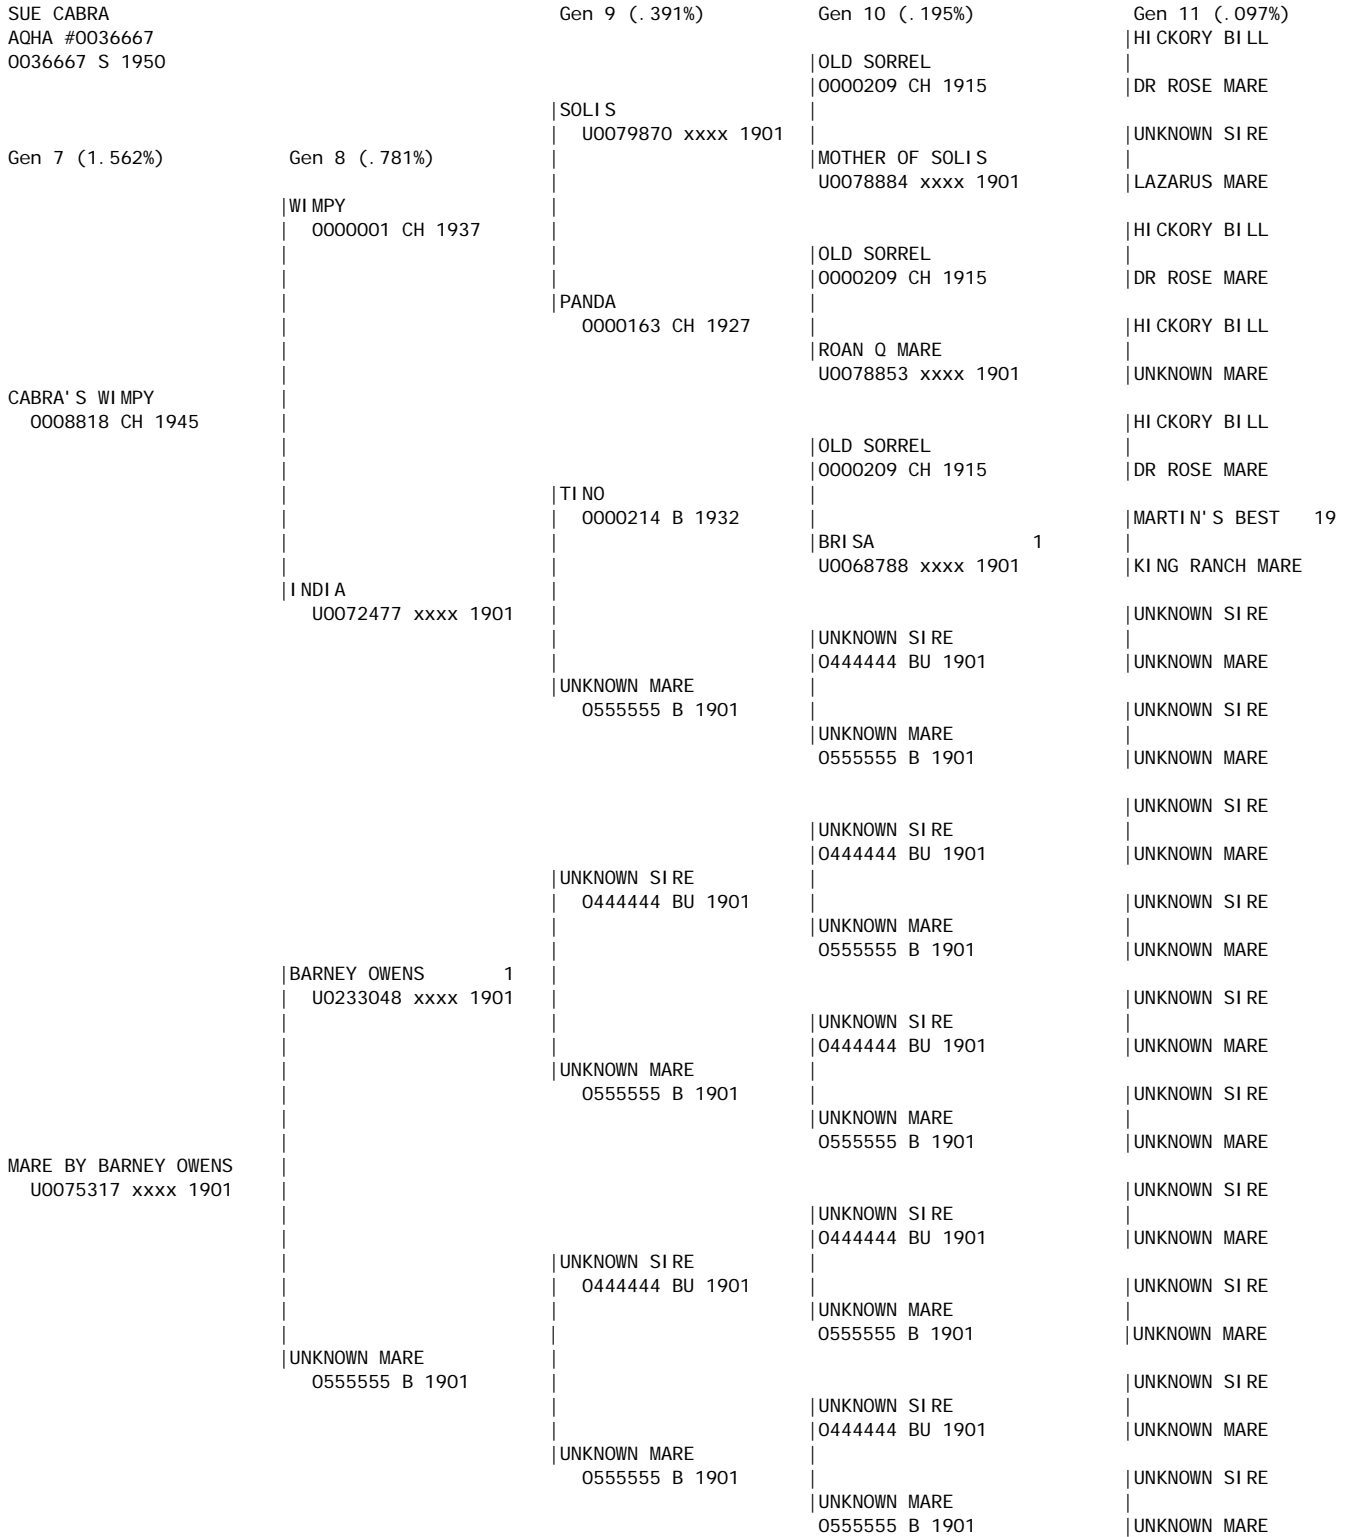 SUE CABRA Gen 9 (.391%) Gen 10 (.195%) Gen 11 (.097%)
AQHA #0036667 |HICKORY BILL
0036667 S 1950 |OLD SORREL |
|0000209 CH 1915 |DR ROSE MARE
|SOLIS |
| U0079870 xxxx 1901 | |UNKNOWN SIRE
Gen 7 (1.562%) Gen 8 (.781%) | |MOTHER OF SOLIS |
| U0078884 xxxx 1901 |LAZARUS MARE
|WIMPY |
| 0000001 CH 1937 | |HICKORY BILL
| | |OLD SORREL |
| | |0000209 CH 1915 |DR ROSE MARE
| |PANDA |
| 0000163 CH 1927 | |HICKORY BILL
| |ROAN Q MARE |
| U0078853 xxxx 1901 |UNKNOWN MARE
CABRA'S WIMPY |
0008818 CH 1945 | |HICKORY BILL
| |OLD SORREL |
| |0000209 CH 1915 |DR ROSE MARE
| |TINO |
| | 0000214 B 1932 | |MARTIN'S BEST 19
| | |BRISA 1 |
| | U0068788 xxxx 1901 |KING RANCH MARE
|INDIA |
U0072477 xxxx 1901 | |UNKNOWN SIRE
| |UNKNOWN SIRE |
| |0444444 BU 1901 |UNKNOWN MARE
|UNKNOWN MARE |
0555555 B 1901 | |UNKNOWN SIRE
|UNKNOWN MARE |
0555555 B 1901 |UNKNOWN MARE
|UNKNOWN SIRE
|UNKNOWN SIRE |
|0444444 BU 1901 |UNKNOWN MARE
|UNKNOWN SIRE |
| 0444444 BU 1901 | |UNKNOWN SIRE
| |UNKNOWN MARE |
| 0555555 B 1901 |UNKNOWN MARE
|BARNEY OWENS 1 |
| U0233048 xxxx 1901 | |UNKNOWN SIRE
| | |UNKNOWN SIRE |
| | |0444444 BU 1901 |UNKNOWN MARE
| |UNKNOWN MARE |
| 0555555 B 1901 | |UNKNOWN SIRE
| |UNKNOWN MARE |
| 0555555 B 1901 |UNKNOWN MARE
MARE BY BARNEY OWENS |
U0075317 xxxx 1901 | |UNKNOWN SIRE
| |UNKNOWN SIRE |
| |0444444 BU 1901 |UNKNOWN MARE
| |UNKNOWN SIRE |
| | 0444444 BU 1901 | |UNKNOWN SIRE
| | |UNKNOWN MARE |
| | 0555555 B 1901 |UNKNOWN MARE
|UNKNOWN MARE |
0555555 B 1901 | |UNKNOWN SIRE
| |UNKNOWN SIRE |
| |0444444 BU 1901 |UNKNOWN MARE
|UNKNOWN MARE |
0555555 B 1901 | |UNKNOWN SIRE
|UNKNOWN MARE |
0555555 B 1901 |UNKNOWN MARE